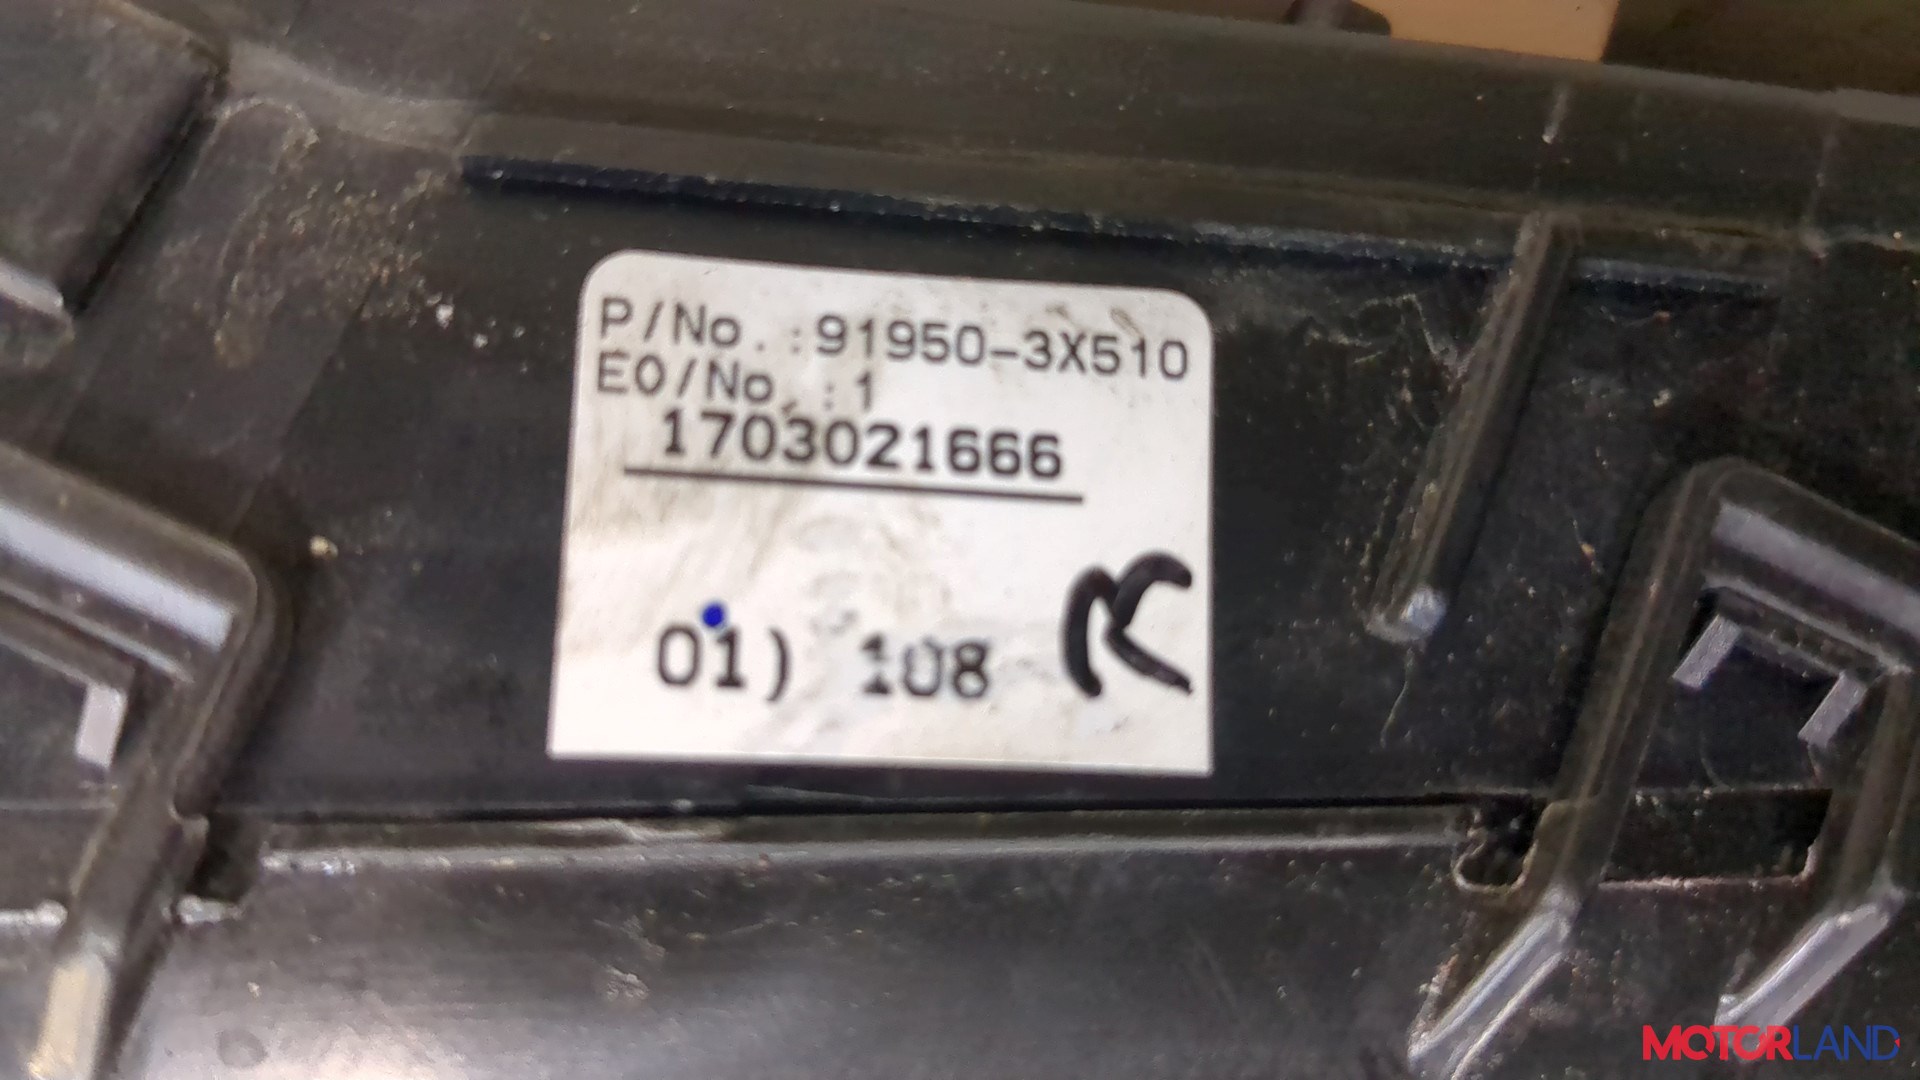 P/No. :91950-3X510
EO/No. :1
1703021666
01) 108
MOTORLAND